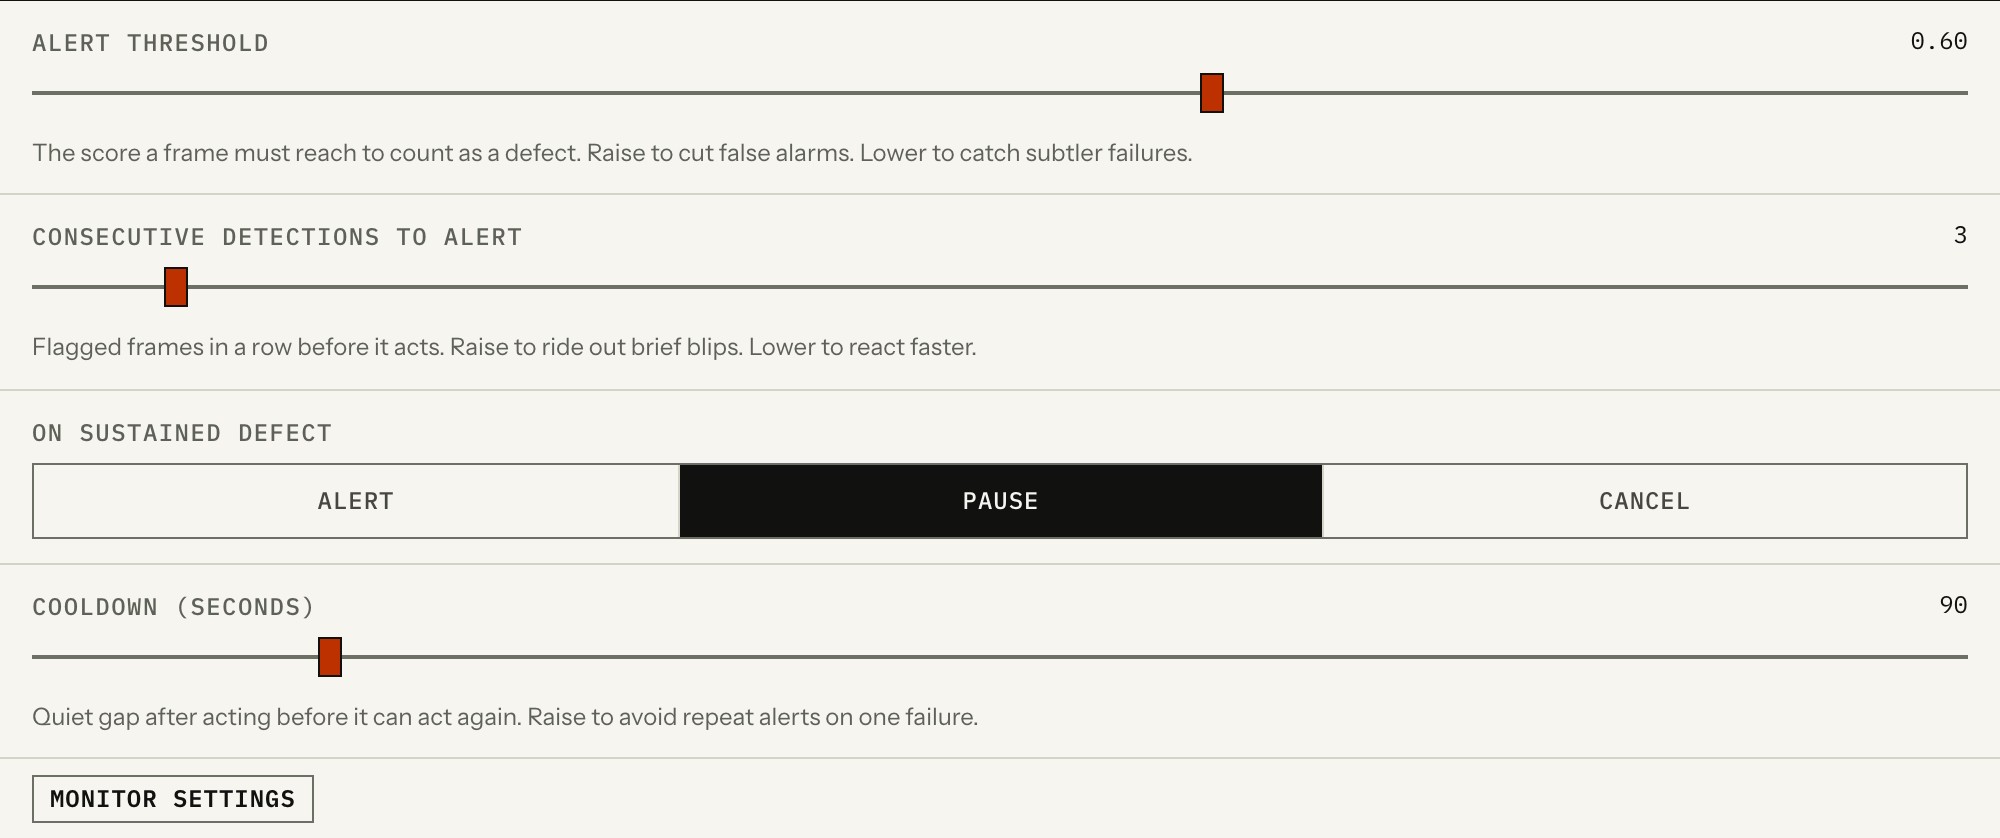 ALERT THRESHOLD 0.60
The score a frame must reach to count as a defect. Raise to cut false alarms. Lower to catch subtler failures.
CONSECUTIVE DETECTIONS TO ALERT 3
Flagged frames in a row before it acts. Raise to ride out brief blips. Lower to react faster.
ON SUSTAINED DEFECT
ALERT PAUSE CANCEL
COOLDOWN (SECONDS) 90
Quiet gap after acting before it can act again. Raise to avoid repeat alerts on one failure.
MONITOR SETTINGS